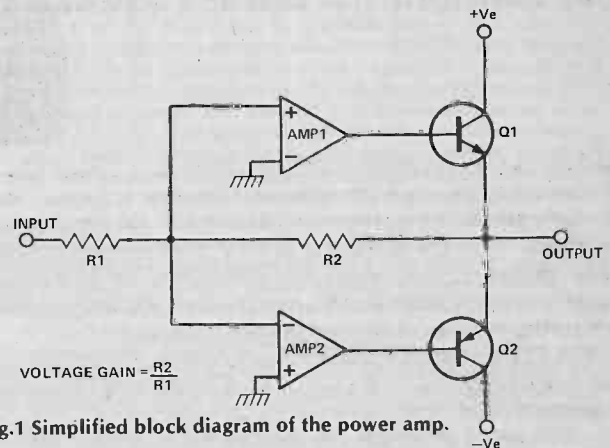 +Ve
+
AMP1
−
Q1
INPUT
R1
R2
OUTPUT
−
AMP2
+
Q2
VOLTAGE GAIN = R2
R1
g.1 Simplified block diagram of the power amp.
−Ve